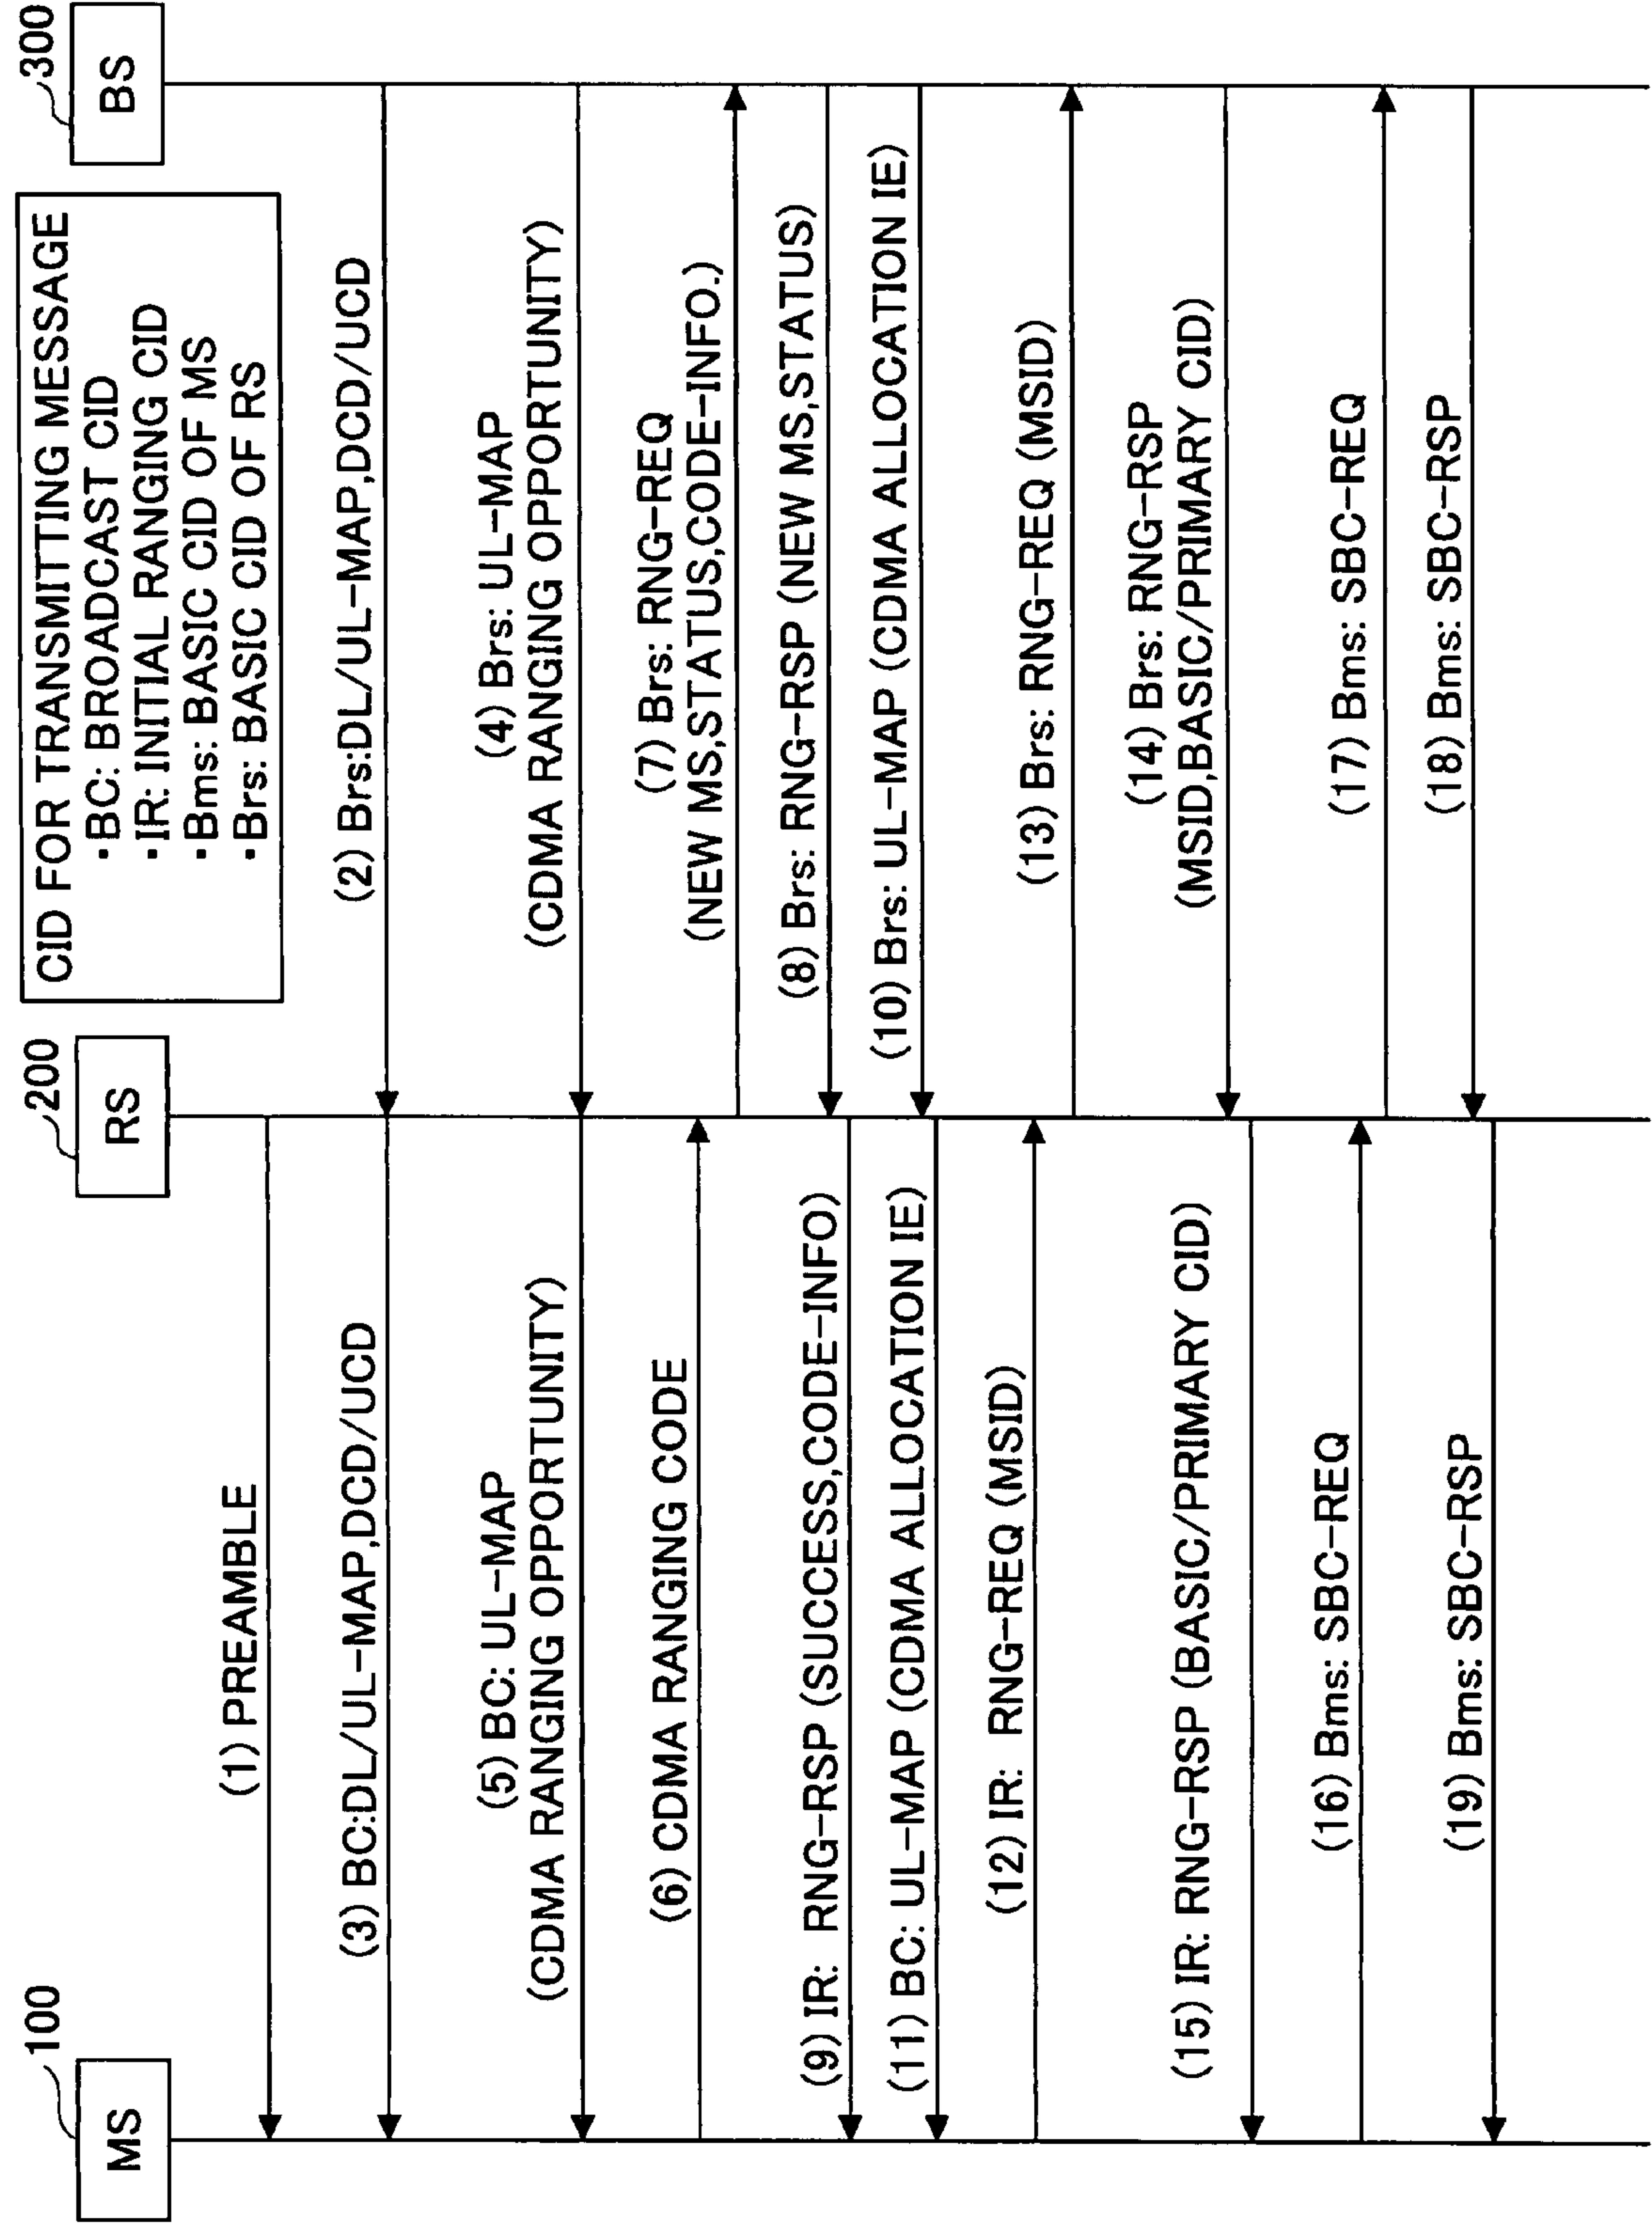 MS
100
RS
200
BS
300
CID FOR TRANSMITTING MESSAGE
・BC: BROADCAST CID
・IR: INITIAL RANGING CID
・Bms: BASIC CID OF MS
・Brs: BASIC CID OF RS
(1) PREAMBLE
(2) Brs:DL/UL-MAP,DCD/UCD
(3) BC:DL/UL-MAP,DCD/UCD
(4) Brs: UL-MAP
(CDMA RANGING OPPORTUNITY)
(5) BC: UL-MAP
(CDMA RANGING OPPORTUNITY)
(6) CDMA RANGING CODE
(7) Brs: RNG-REQ
(NEW MS,STATUS,CODE-INFO.)
(8) Brs: RNG-RSP (NEW MS,STATUS)
(9) IR: RNG-RSP (SUCCESS,CODE-INFO)
(10) Brs: UL-MAP (CDMA ALLOCATION IE)
(11) BC: UL-MAP (CDMA ALLOCATION IE)
(12) IR: RNG-REQ (MSID)
(13) Brs: RNG-REQ (MSID)
(14) Brs: RNG-RSP
(MSID,BASIC/PRIMARY CID)
(15) IR: RNG-RSP (BASIC/PRIMARY CID)
(16) Bms: SBC-REQ
(17) Bms: SBC-REQ
(18) Bms: SBC-RSP
(19) Bms: SBC-RSP